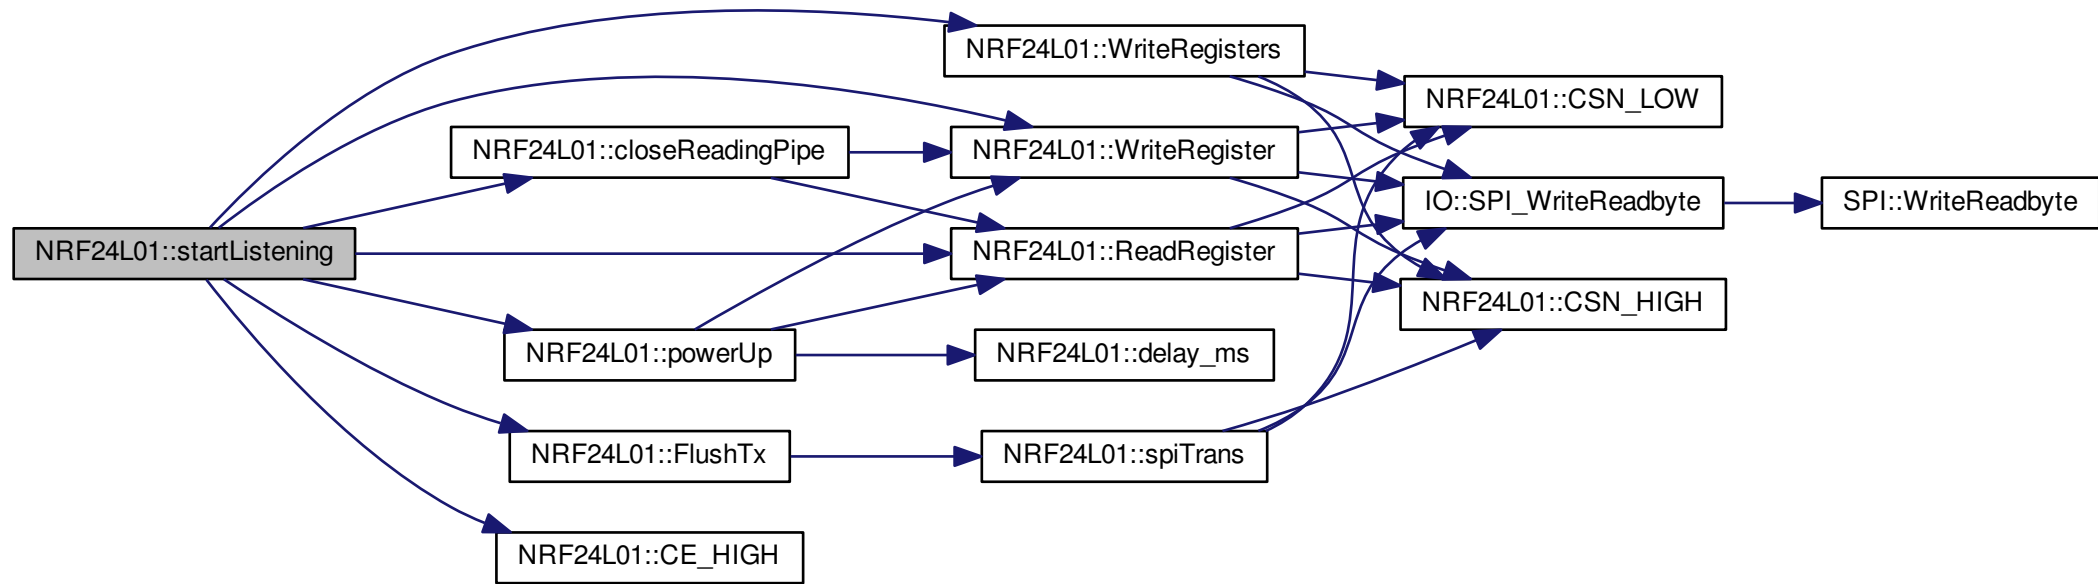 NRF24L01::WriteRegisters
NRF24L01::CSN_LOW
NRF24L01::closeReadingPipe
NRF24L01::WriteRegister
IO::SPI_WriteReadbyte
SPI::WriteReadbyte
NRF24L01::startListening
NRF24L01::ReadRegister
NRF24L01::CSN_HIGH
NRF24L01::powerUp
NRF24L01::delay_ms
NRF24L01::FlushTx
NRF24L01::spiTrans
NRF24L01::CE_HIGH